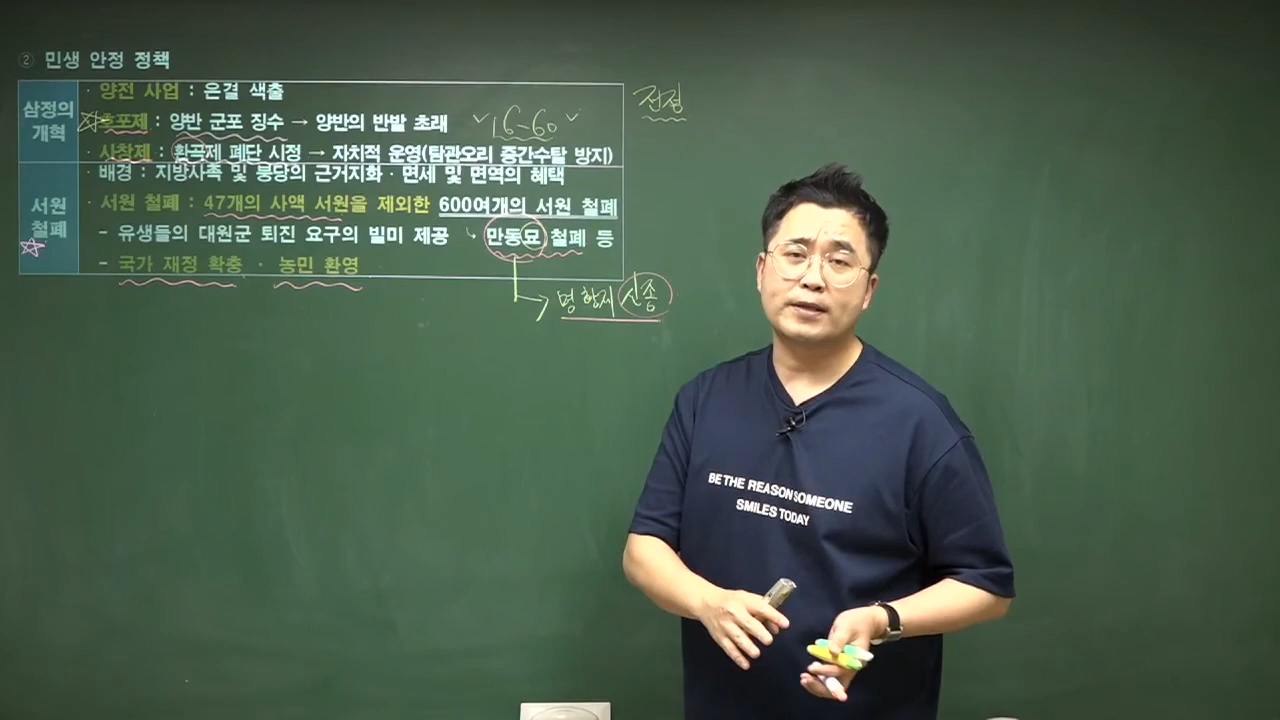 ② 민생 안정 정책
삼정의 개혁
· 양전 사업 : 은결 색출
전정
· 호포제 : 양반 군포 징수 → 양반의 반발 초래
16-60
· 사창제 : 환곡제 폐단 시정 → 자치적 운영(탐관오리 중간수탈 방지)
서원 철폐
· 배경 : 지방사족 및 붕당의 근거지화 · 면세 및 면역의 혜택
· 서원 철폐 : 47개의 사액 서원을 제외한 600여개의 서원 철폐
- 유생들의 대원군 퇴진 요구의 빌미 제공
만동묘 철폐 등
- 국가 재정 확충 · 농민 환영
명 황제 신종
BE THE REASON SOMEONE
SMILES TODAY